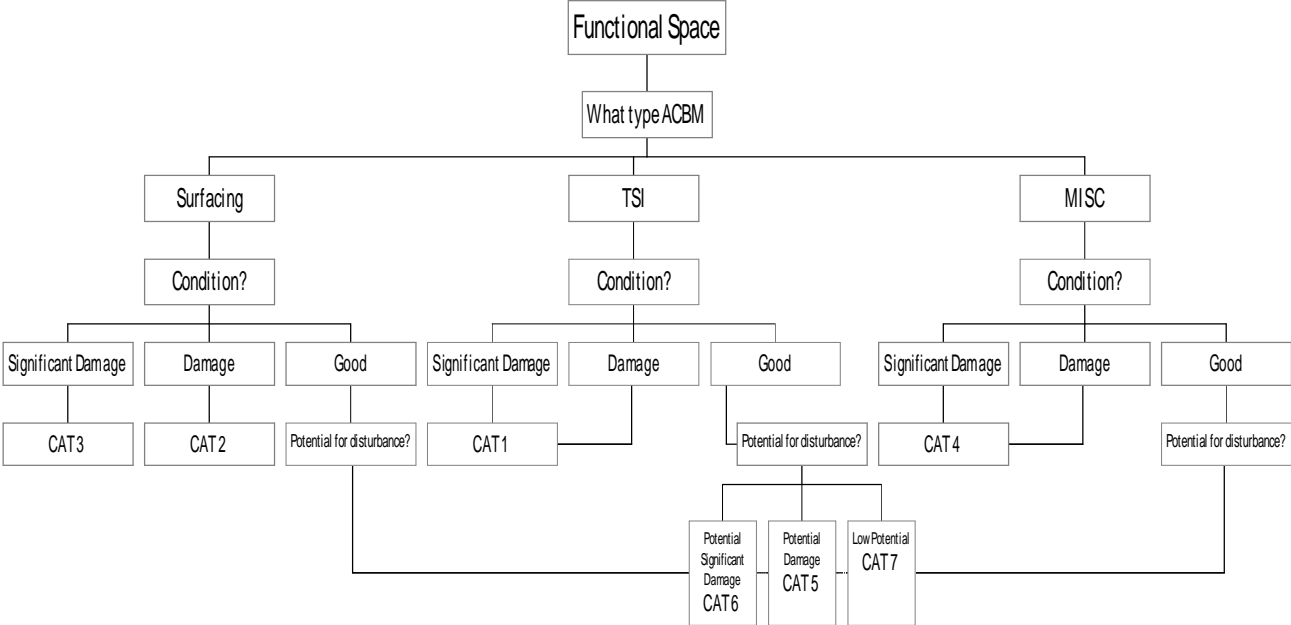 Functional Space
What type ACBM
Surfacing
TSI
MISC
Condition?
Condition?
Condition?
Significant Damage
Damage
Good
Significant Damage
Damage
Good
Significant Damage
Damage
Good
CAT3
CAT2
Potential for disturbance?
CAT1
Potential for disturbance?
CAT4
Potential for disturbance?
Potential
Significant
Damage
CAT6
Potential
Damage
CAT5
Low Potential
CAT7